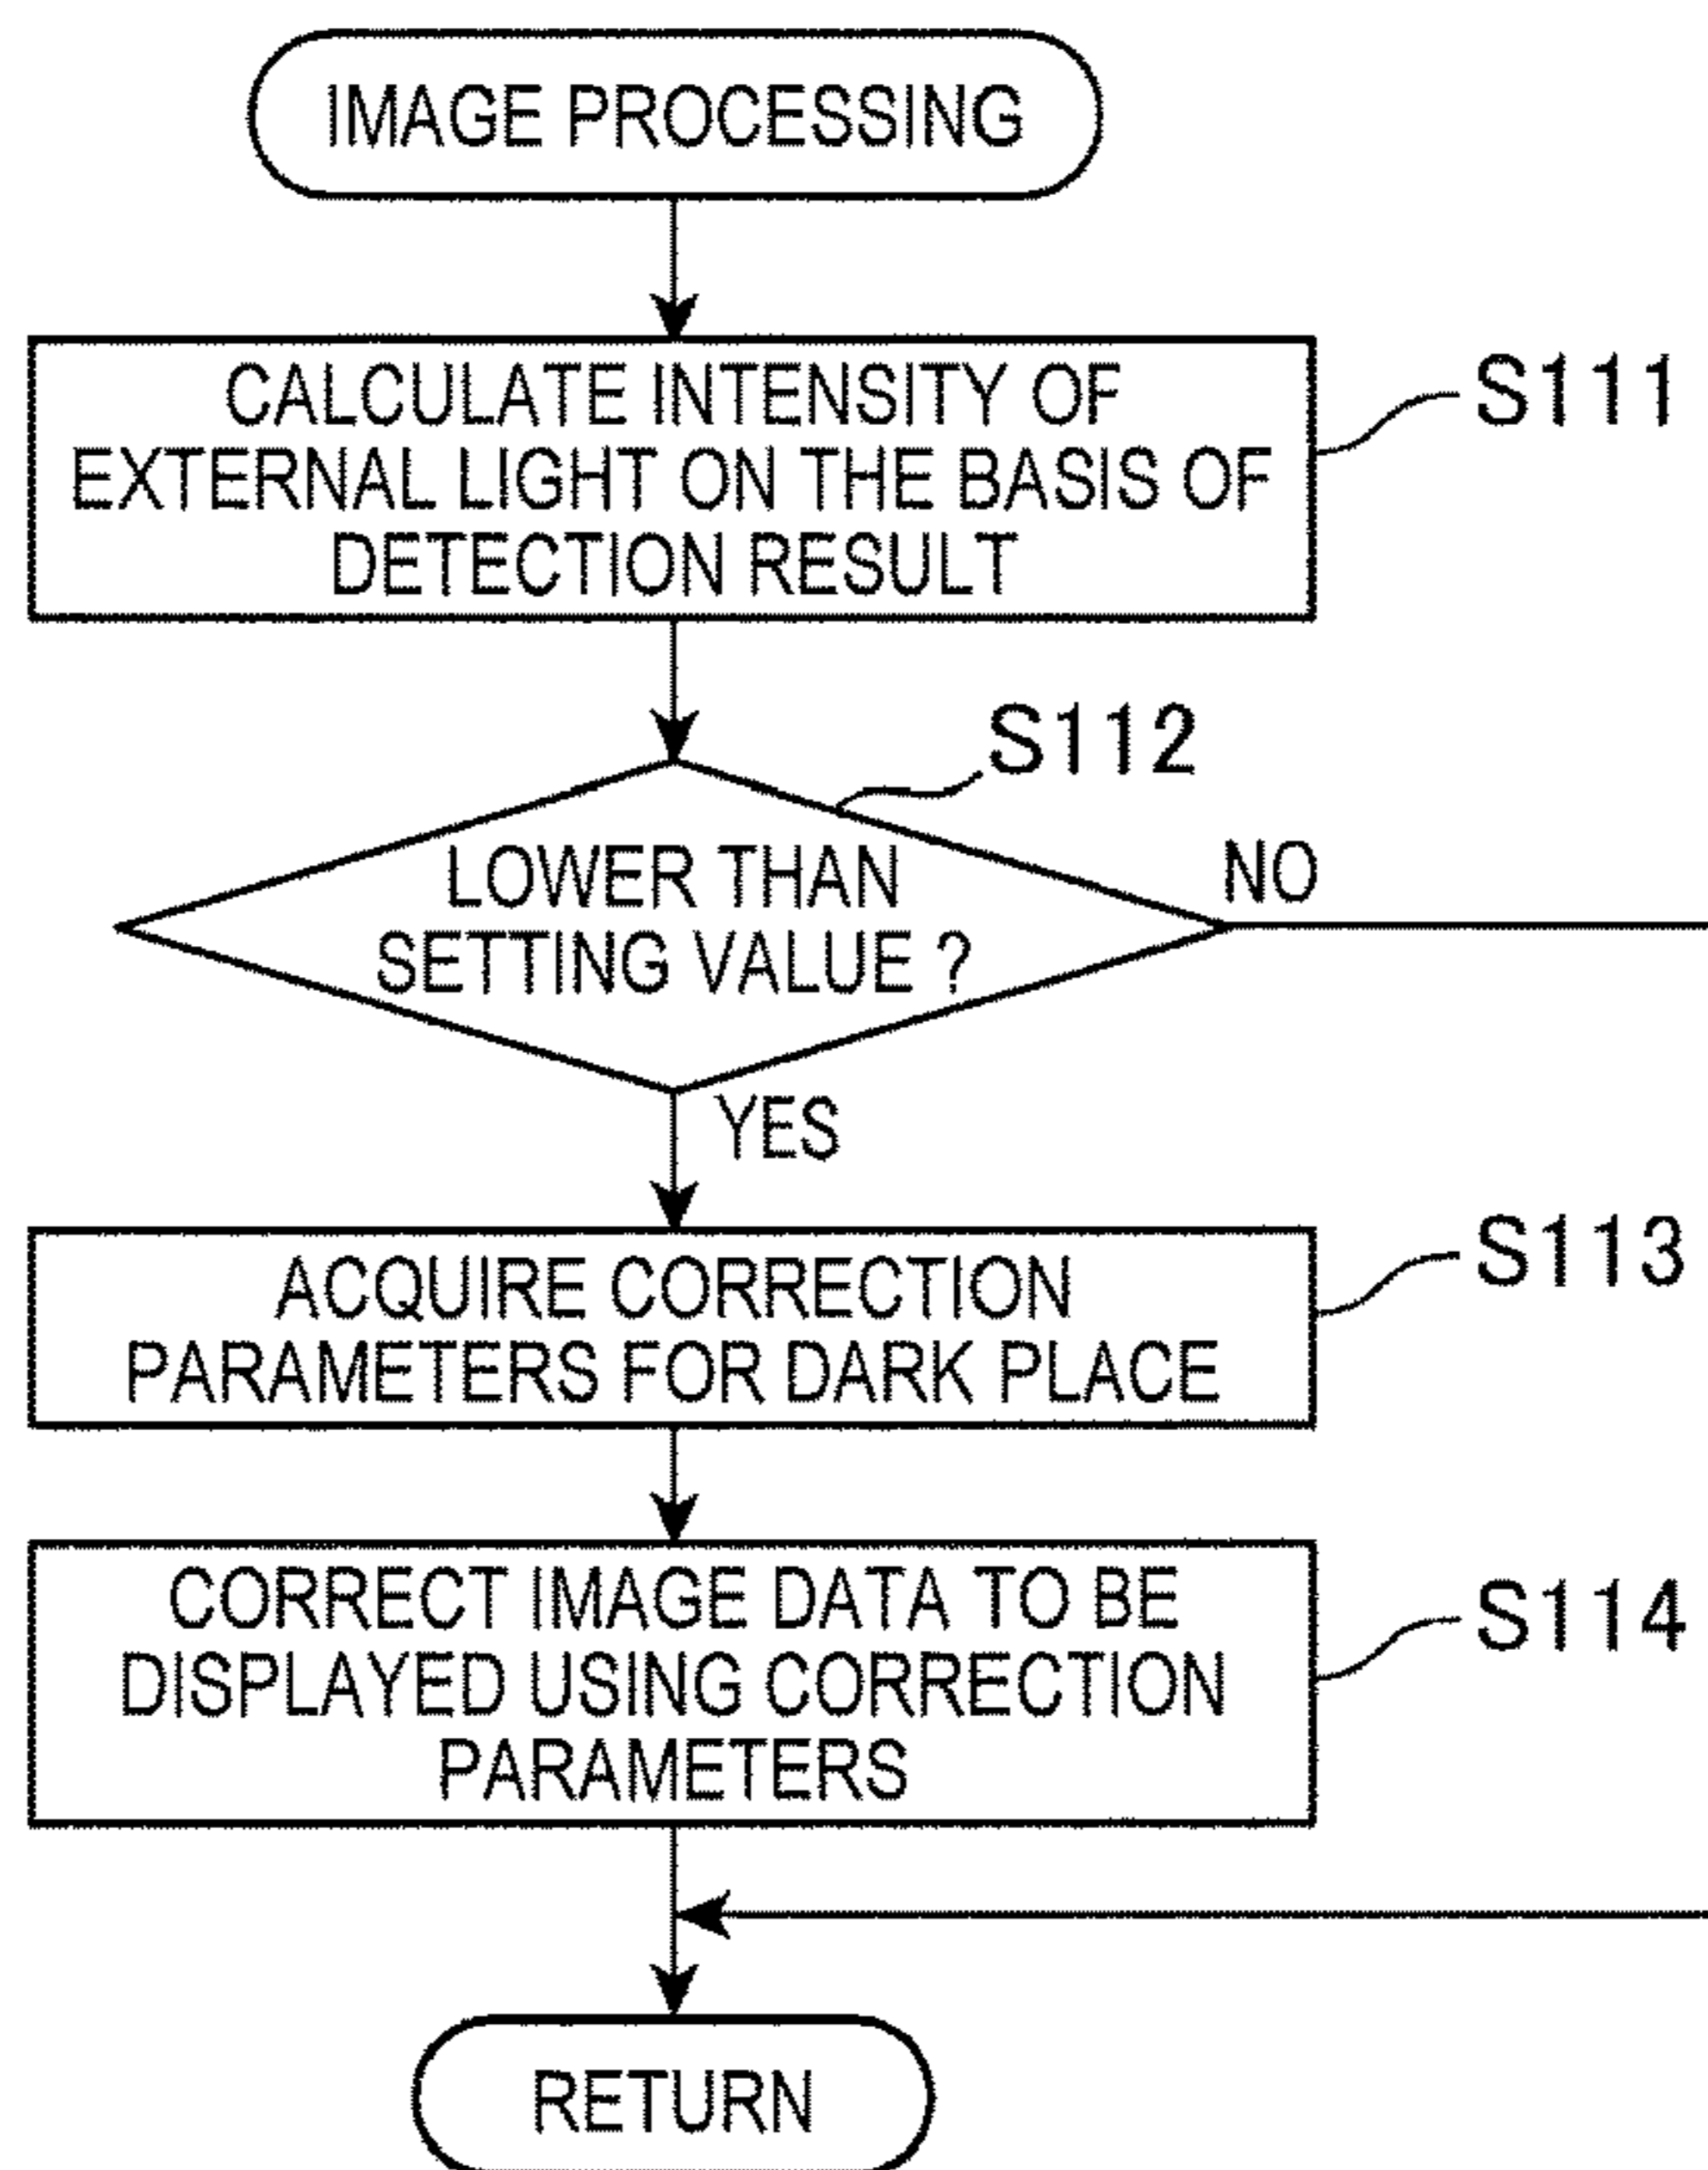 IMAGE PROCESSING
CALCULATE INTENSITY OF
EXTERNAL LIGHT ON THE BASIS OF
DETECTION RESULT
S111
S112
LOWER THAN
SETTING VALUE ?
NO
YES
ACQUIRE CORRECTION
PARAMETERS FOR DARK PLACE
S113
CORRECT IMAGE DATA TO BE
DISPLAYED USING CORRECTION
PARAMETERS
S114
RETURN